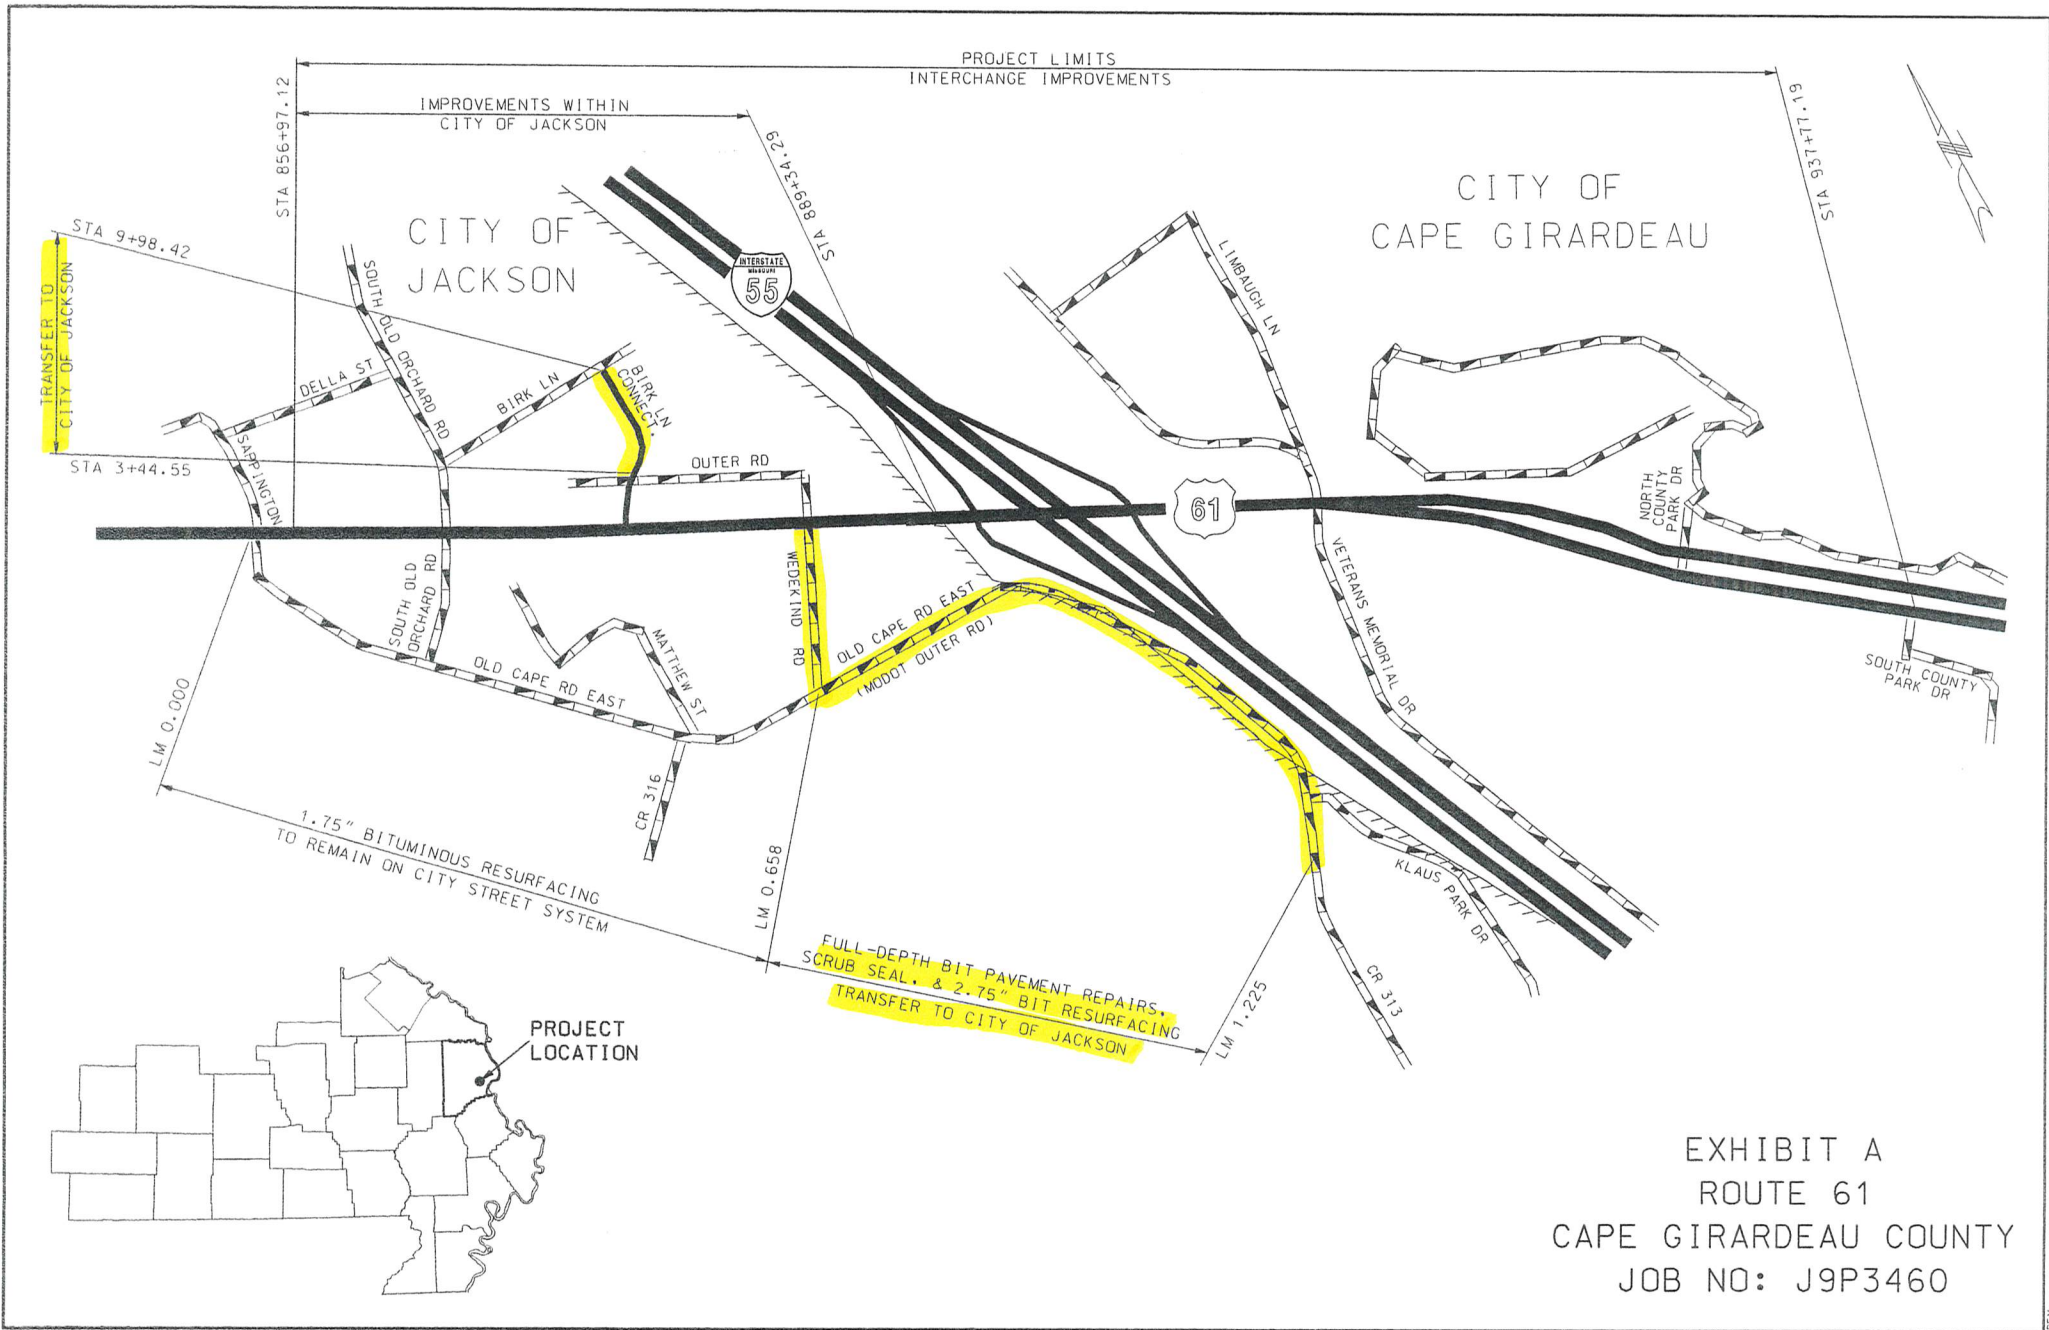 PROJECT LIMITS
INTERCHANGE IMPROVEMENTS
IMPROVEMENTS WITHIN
CITY OF JACKSON
STA 856+97.12
STA 889+34.29
STA 937+77.19
CITY OF
JACKSON
CITY OF
CAPE GIRARDEAU
STA 9+98.42
TRANSFER TO
CITY OF JACKSON
STA 3+44.55
INTERSTATE
MISSOURI
55
61
SOUTH OLD ORCHARD RD
DELLA ST
SAPPINGTON
BIRK LN
BIRK LN
CONNECT.
OUTER RD
LIMBAUGH LN
NORTH
COUNTY
PARK DR
WEDEKIND RD
SOUTH OLD
ORCHARD RD
OLD CAPE RD EAST
MATTHEW ST
OLD CAPE RD EAST
(MODOT OUTER RD)
VETERANS MEMORIAL DR
SOUTH COUNTY
PARK DR
LM 0.000
CR 316
LM 0.658
KLAUS PARK DR
CR 313
LM 1.225
1.75" BITUMINOUS RESURFACING
TO REMAIN ON CITY STREET SYSTEM
FULL-DEPTH BIT PAVEMENT REPAIRS,
SCRUB SEAL, & 2.75" BIT RESURFACING
TRANSFER TO CITY OF JACKSON
PROJECT
LOCATION
EXHIBIT A
ROUTE 61
CAPE GIRARDEAU COUNTY
JOB NO: J9P3460